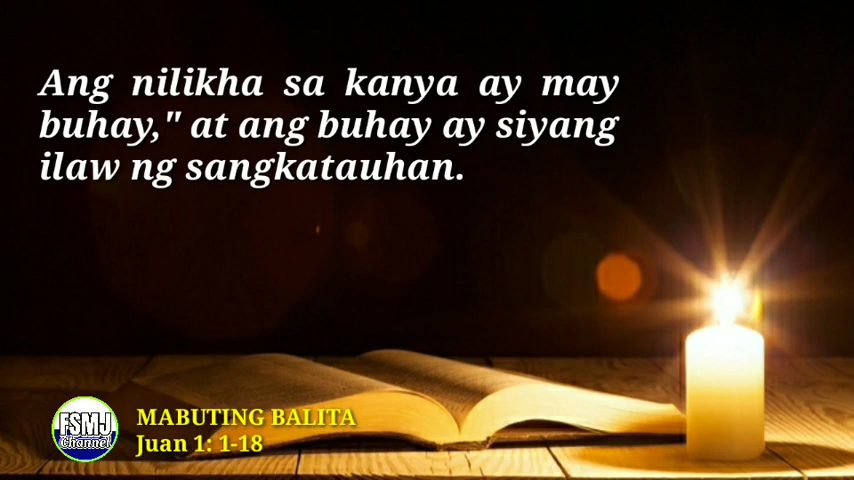 Ang nilikha sa kanya ay may
buhay," at ang buhay ay siyang
ilaw ng sangkatauhan.
FSMJ
Channel
MABUTING BALITA
Juan 1: 1-18